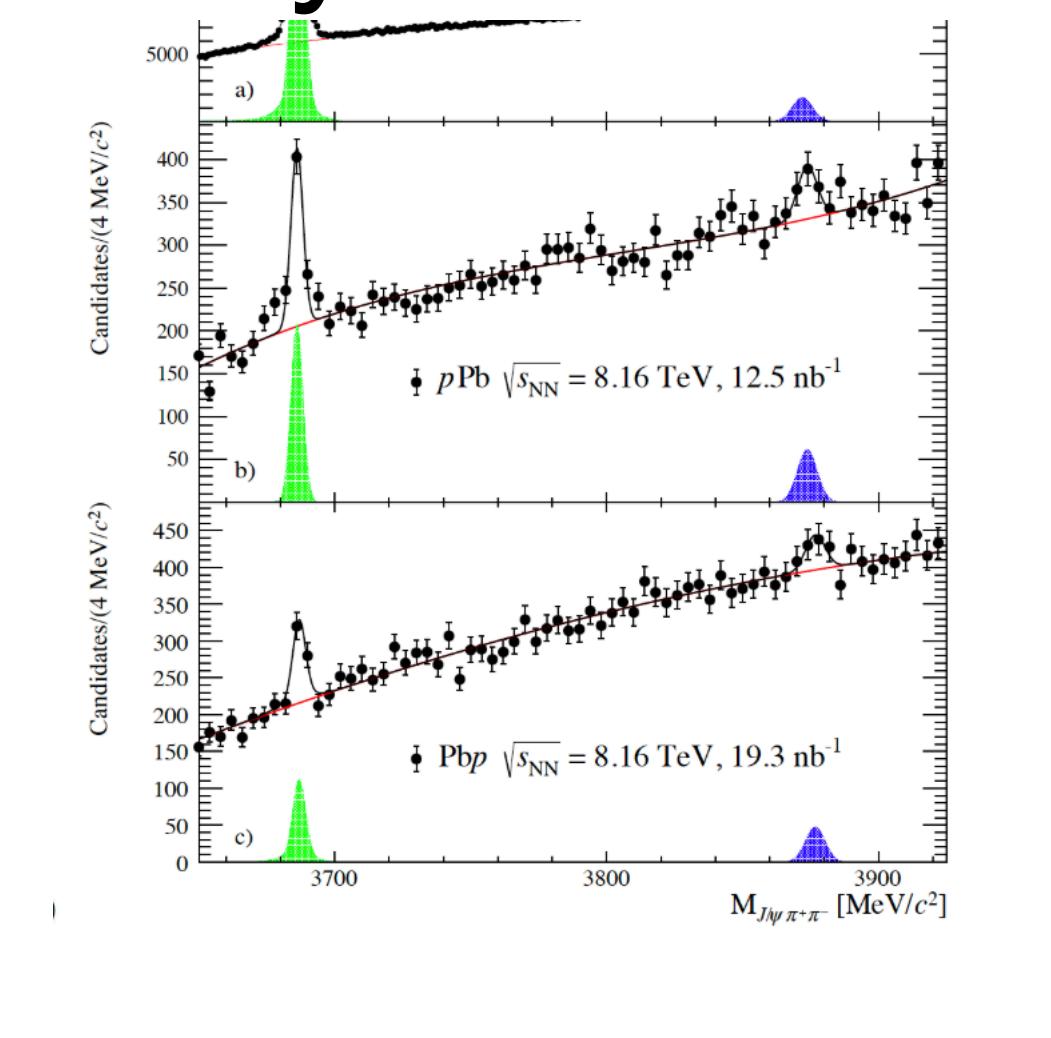 5000
a)
Candidates/(4 MeV/c²)
400
350
300
250
200
150
100
50
pPb √sNN = 8.16 TeV, 12.5 nb⁻¹
b)
Candidates/(4 MeV/c²)
450
400
350
300
250
200
150
100
50
0
Pbp √sNN = 8.16 TeV, 19.3 nb⁻¹
c)
3700 3800 3900
M J/ψ π⁺π⁻ [MeV/c²]